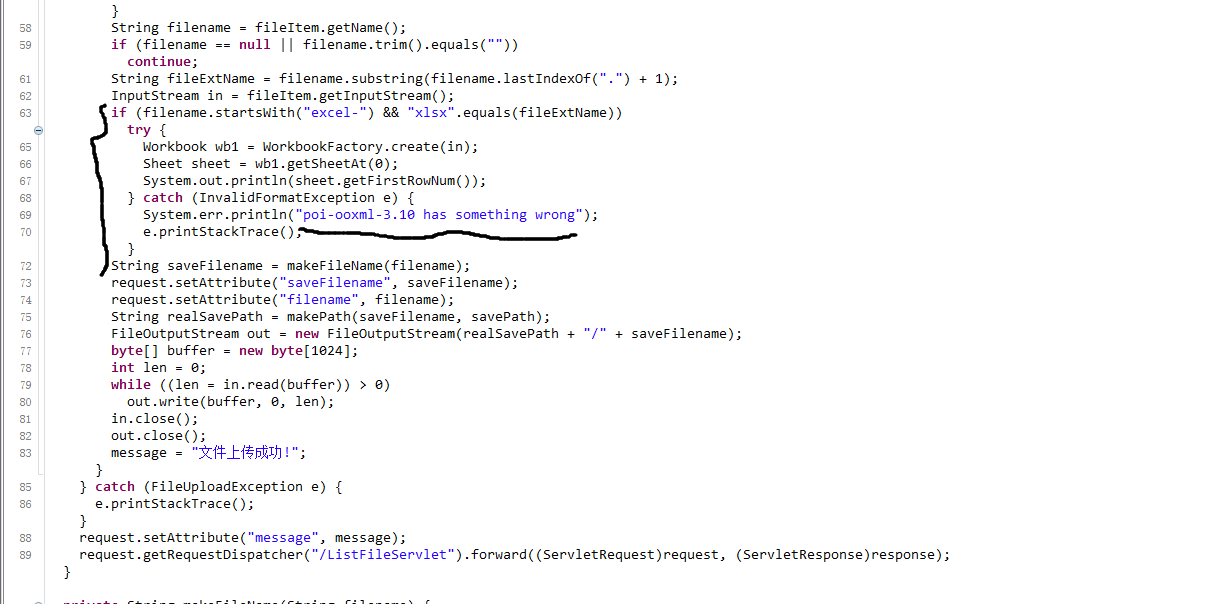 }
58 String filename = fileItem.getName();
59 if (filename == null || filename.trim().equals(""))
continue;
61 String fileExtName = filename.substring(filename.lastIndexOf(".") + 1);
62 InputStream in = fileItem.getInputStream();
63 if (filename.startsWith("excel-") && "xlsx".equals(fileExtName))
try {
65 Workbook wb1 = WorkbookFactory.create(in);
66 Sheet sheet = wb1.getSheetAt(0);
67 System.out.println(sheet.getFirstRowNum());
68 } catch (InvalidFormatException e) {
69 System.err.println("poi-ooxml-3.10 has something wrong");
70 e.printStackTrace();
}
72 String saveFilename = makeFileName(filename);
73 request.setAttribute("saveFilename", saveFilename);
74 request.setAttribute("filename", filename);
75 String realSavePath = makePath(saveFilename, savePath);
76 FileOutputStream out = new FileOutputStream(realSavePath + "/" + saveFilename);
77 byte[] buffer = new byte[1024];
78 int len = 0;
79 while ((len = in.read(buffer)) > 0)
80 out.write(buffer, 0, len);
81 in.close();
82 out.close();
83 message = "文件上传成功!";
}
85 } catch (FileUploadException e) {
86 e.printStackTrace();
}
88 request.setAttribute("message", message);
89 request.getRequestDispatcher("/ListFileServlet").forward((ServletRequest)request, (ServletResponse)response);
}
private String makeFileName(String filename) {